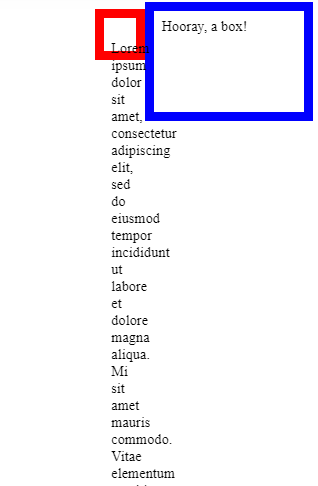 Hooray, a box!
Lorem
ipsum
dolor
sit
amet,
consectetur
adipiscing
elit,
sed
do
eiusmod
tempor
incididunt
ut
labore
et
dolore
magna
aliqua.
Mi
sit
amet
mauris
commodo.
Vitae
elementum